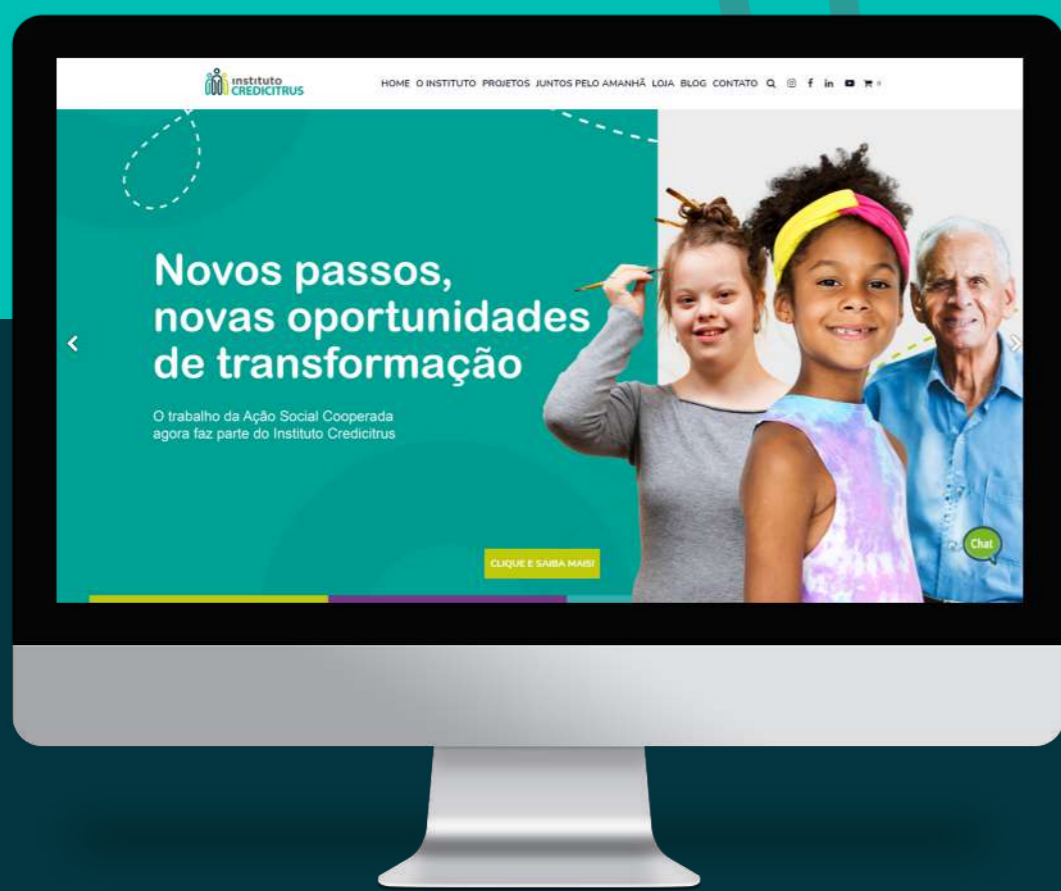 instituto
CREDICITRUS
HOME O INSTITUTO PROJETOS JUNTOS PELO AMANHÃ LOJA BLOG CONTATO
Novos passos,
novas oportunidades
de transformação
O trabalho da Ação Social Cooperada
agora faz parte do Instituto Credicitrus
CLIQUE E SAIBA MAIS!
Chat